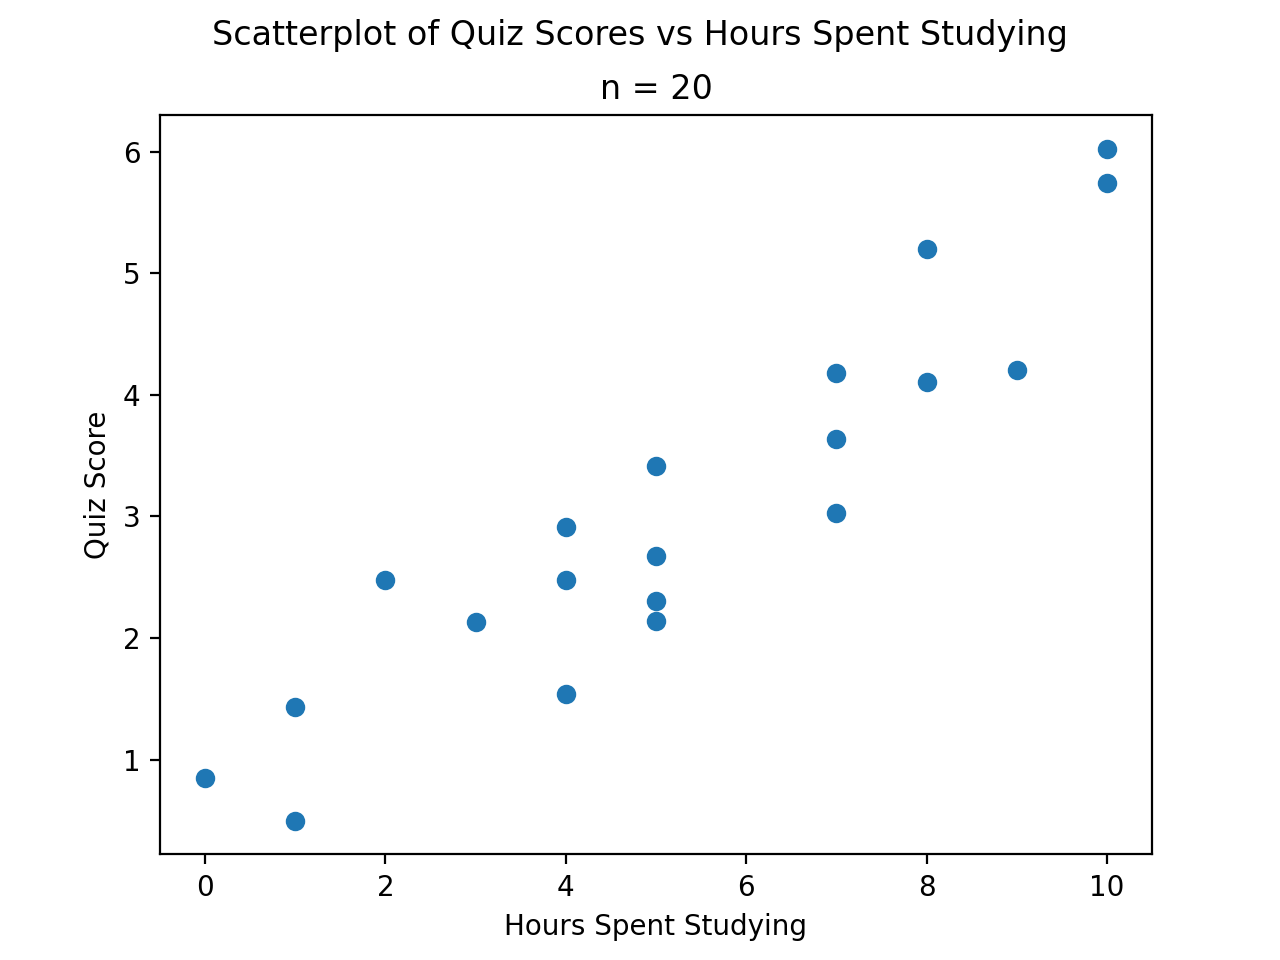 Scatterplot of Quiz Scores vs Hours Spent Studying
n = 20
6
5
4
3
2
1
Quiz Score
0 2 4 6 8 10
Hours Spent Studying